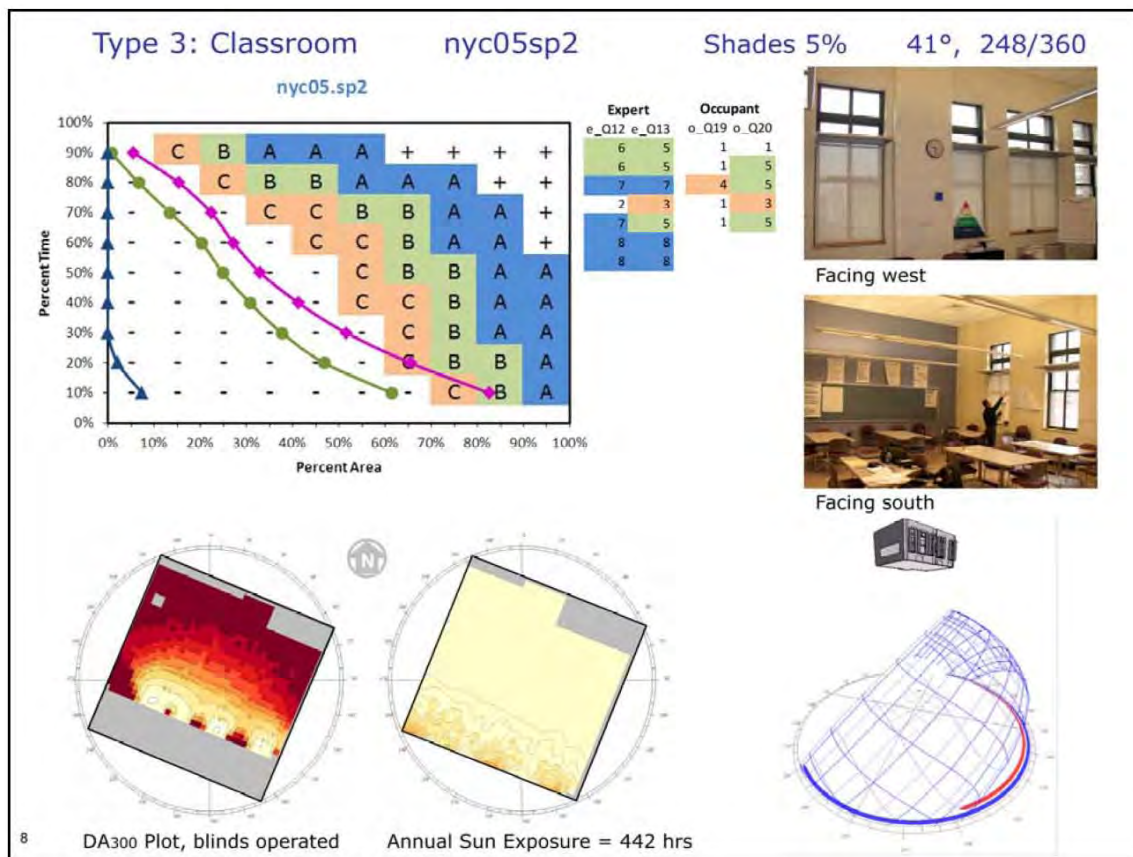 Type 3: Classroom nyc05sp2 Shades 5% 41°, 248/360
nyc05.sp2
Percent Time
100%
90% C B A A A + + + +
80% C B B A A A + +
70% - C C B B A A +
60% - - - C C B A A +
50% - - - - C B B A A
40% - - - - C C B A A
30% - - - - - C B A A
20% - - - - - C B B A
10% - - - - - - C B A
0%
0% 10% 20% 30% 40% 50% 60% 70% 80% 90% 100%
Percent Area
Expert Occupant
e_Q12 e_Q13 o_Q19 o_Q20
6 5 1 1
6 5 1 5
7 7 4 5
2 3 1 3
7 5 1 5
8 8
8 8
Facing west
Facing south
N
DA300 Plot, blinds operated
Annual Sun Exposure = 442 hrs
8